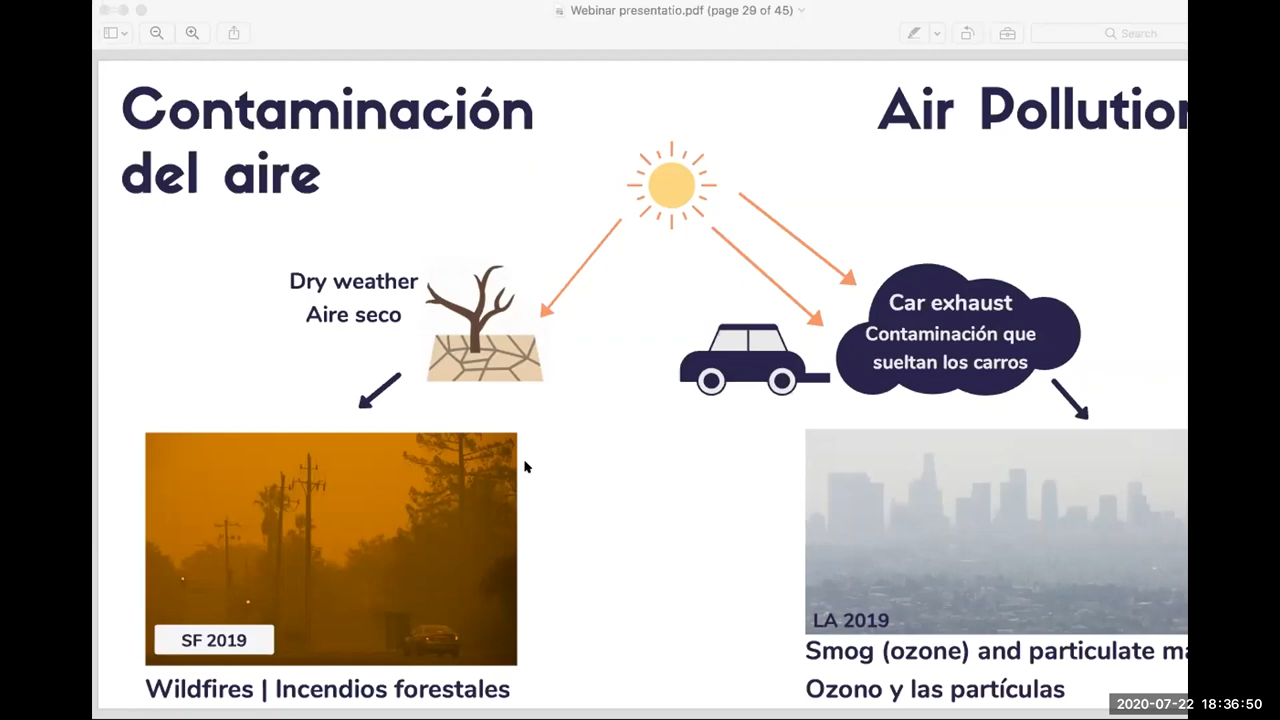 Webinar presentatio.pdf (page 29 of 45)
Search
Contaminación
del aire
Air Pollution
Dry weather
Aire seco
Car exhaust
Contaminación que
sueltan los carros
SF 2019
LA 2019
Wildfires | Incendios forestales
Smog (ozone) and particulate ma
Ozono y las partículas
2020-07-22 18:36:50